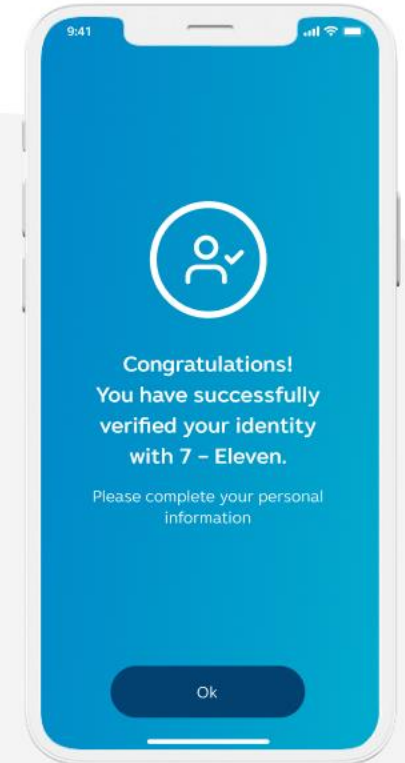 9:41
Congratulations!
You have successfully
verified your identity
with 7 – Eleven.
Please complete your personal
information
Ok